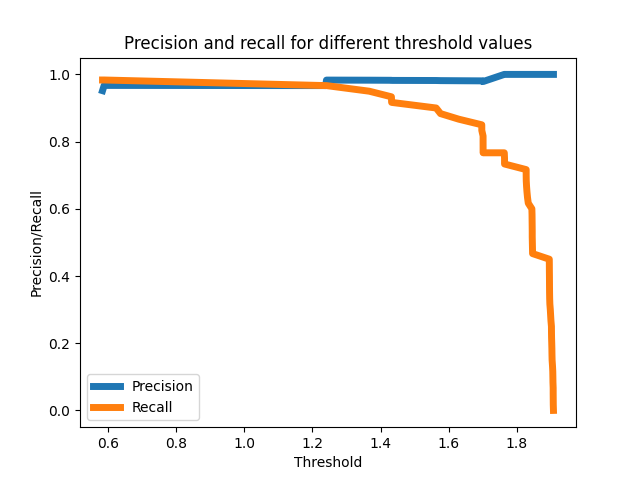 Precision and recall for different threshold values
Precision/Recall
1.0
0.8
0.6
0.4
0.2
0.0
Precision
Recall
0.6 0.8 1.0 1.2 1.4 1.6 1.8
Threshold